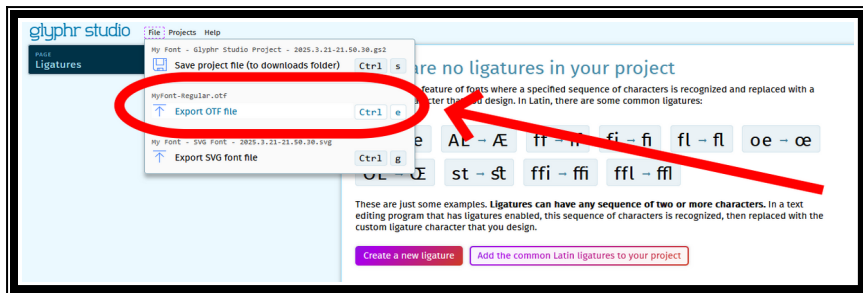 glyphr studio
File Projects Help
PAGE
Ligatures
My Font - Glyphr Studio Project - 2025.3.21-21.50.30.gs2
Save project file (to downloads folder) Ctrl s
MyFont-Regular.otf
Export OTF file Ctrl e
My Font - SVG Font - 2025.3.21-21.50.30.svg
Export SVG font file Ctrl g
are no ligatures in your project
feature of fonts where a specified sequence of characters is recognized and replaced with a
you design. In Latin, there are some common ligatures:
AE → Æ ff → ff fi → fi fl → fl oe → œ
OE → Œ st → st ffi → ffi ffl → ffl
These are just some examples. Ligatures can have any sequence of two or more characters. In a text
editing program that has ligatures enabled, this sequence of characters is recognized, then replaced with the
custom ligature character that you design.
Create a new ligature Add the common Latin ligatures to your project